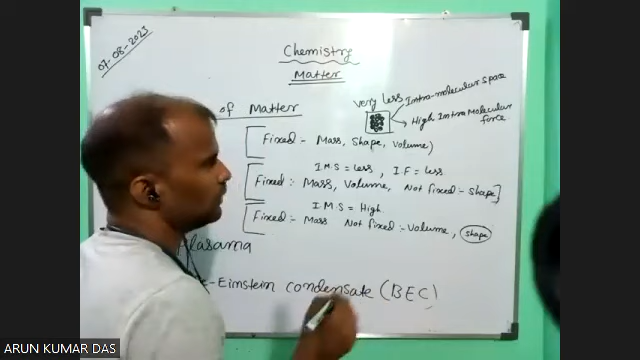 07-08-2023
Chemistry
Matter
of Matter
very less
Intra-molecular space
High Intra Molecular
force
Fixed - Mass, Shape, Volume)
I.M.S = Less, I.F = Less.
Fixed :- Mass, Volume, Not fixed - Shape]
I.M.S = High
Fixed :- Mass Not fixed :- Volume, Shape
Plasama
-Einstein condensate (BEC)
ARUN KUMAR DAS